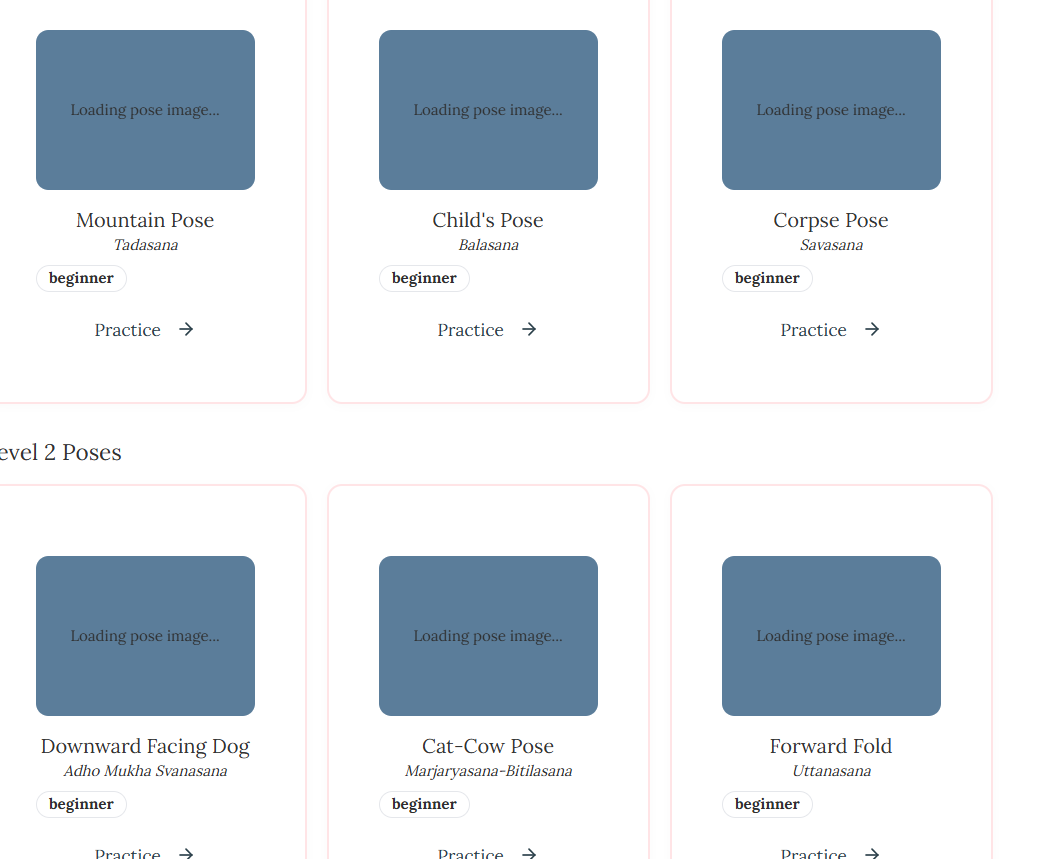 Loading pose image...
Loading pose image...
Loading pose image...
Mountain Pose
Child's Pose
Corpse Pose
Tadasana
Balasana
Savasana
beginner
beginner
beginner
Practice
Practice
Practice
evel 2 Poses
Loading pose image...
Loading pose image...
Loading pose image...
Downward Facing Dog
Cat-Cow Pose
Forward Fold
Adho Mukha Svanasana
Marjaryasana-Bitilasana
Uttanasana
beginner
beginner
beginner
Practice
Practice
Practice